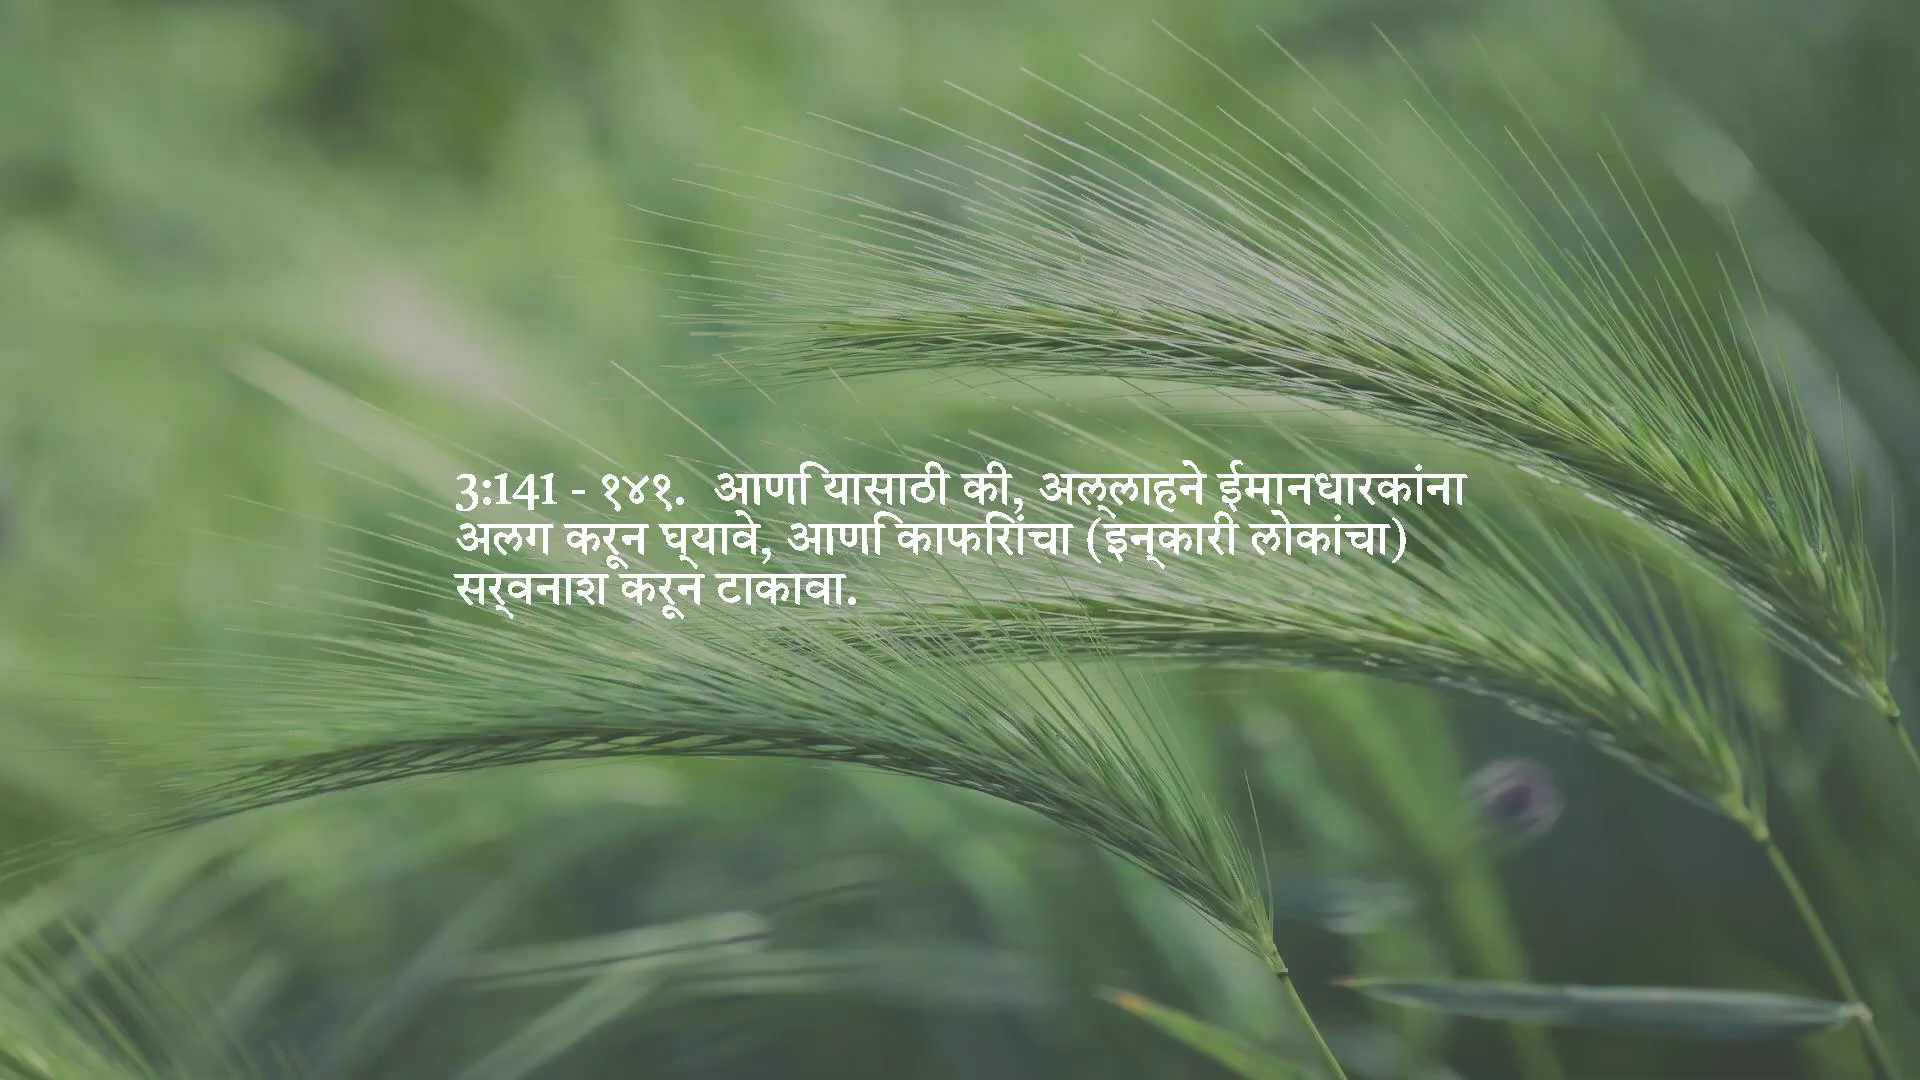 3:141 - १४१. आणि यासाठी की, अल्लाहने ईमानधारकांना
अलग करून घ्यावे, आणि काफिरांचा (इन्कारी लोकांचा)
सर्वनाश करून टाकावा.